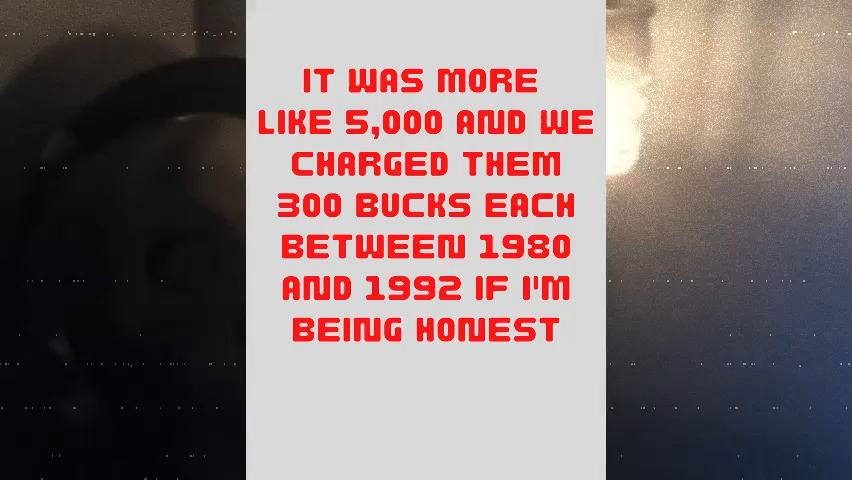 IT WAS MORE
LIKE 5,000 AND WE
CHARGED THEM
300 BUCKS EACH
BETWEEN 1980
AND 1992 IF I'M
BEING HONEST